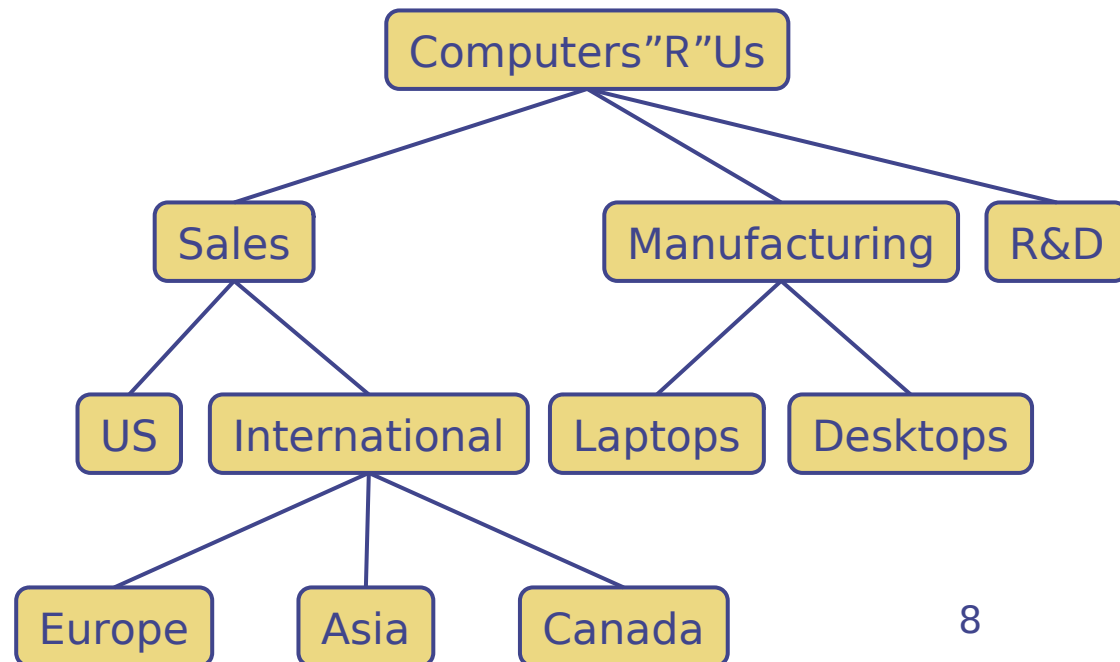 Computers”R”Us
Sales
Manufacturing
R&D
US
International
Laptops
Desktops
Europe
Asia
Canada
8